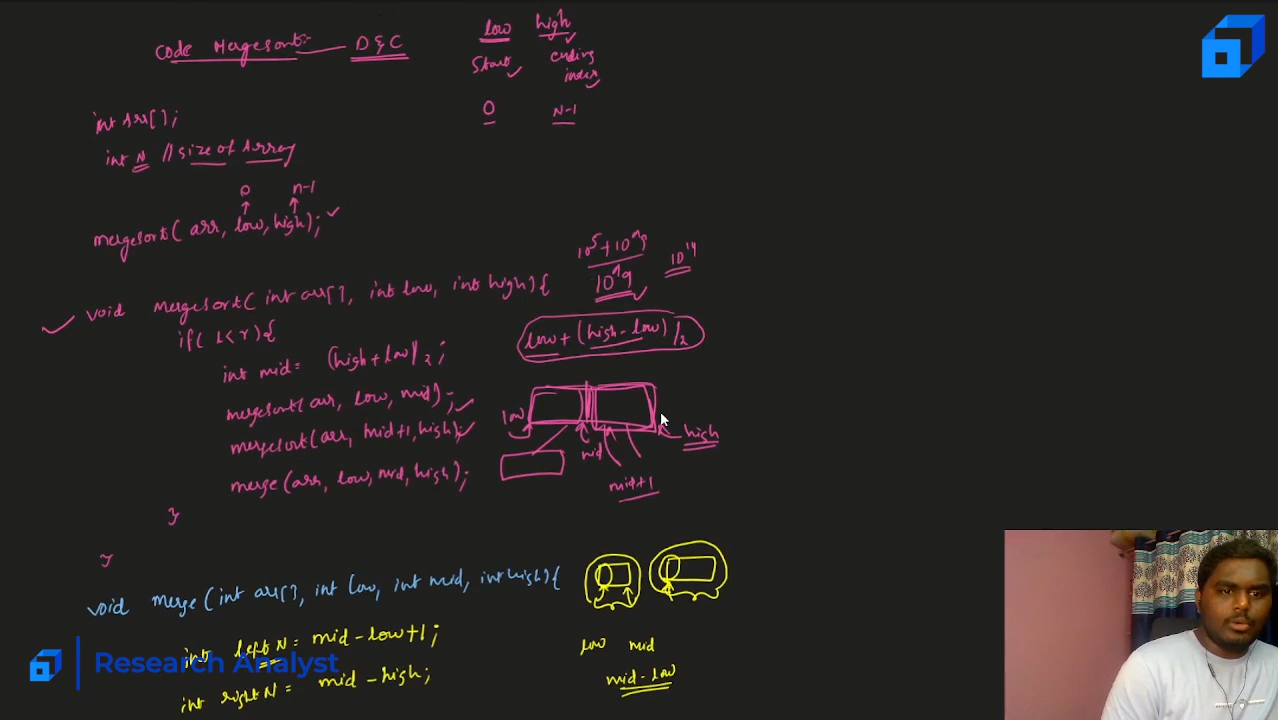 Code Mergesort:- D&C
low high
Start ending
index
0 N-1
int Arr[];
int N //size of Array
0 n-1
mergesort( arr, low, high);
10^5+10^9
10^9 10^14
void MergeSort( int arr[], int low, int high){
if( l<r){
low+(high-low)/2
int mid= (high+low)/2;
mergesort(arr, low, mid);
mergesort(arr, mid+1, high);
merge(arr, low, mid, high);
low mid high
mid+1
}
}
void merge (int arr[], int low, int mid, int high){
int left N = mid-low+1;
low mid
int right N = mid-high;
mid-low
Research Analyst